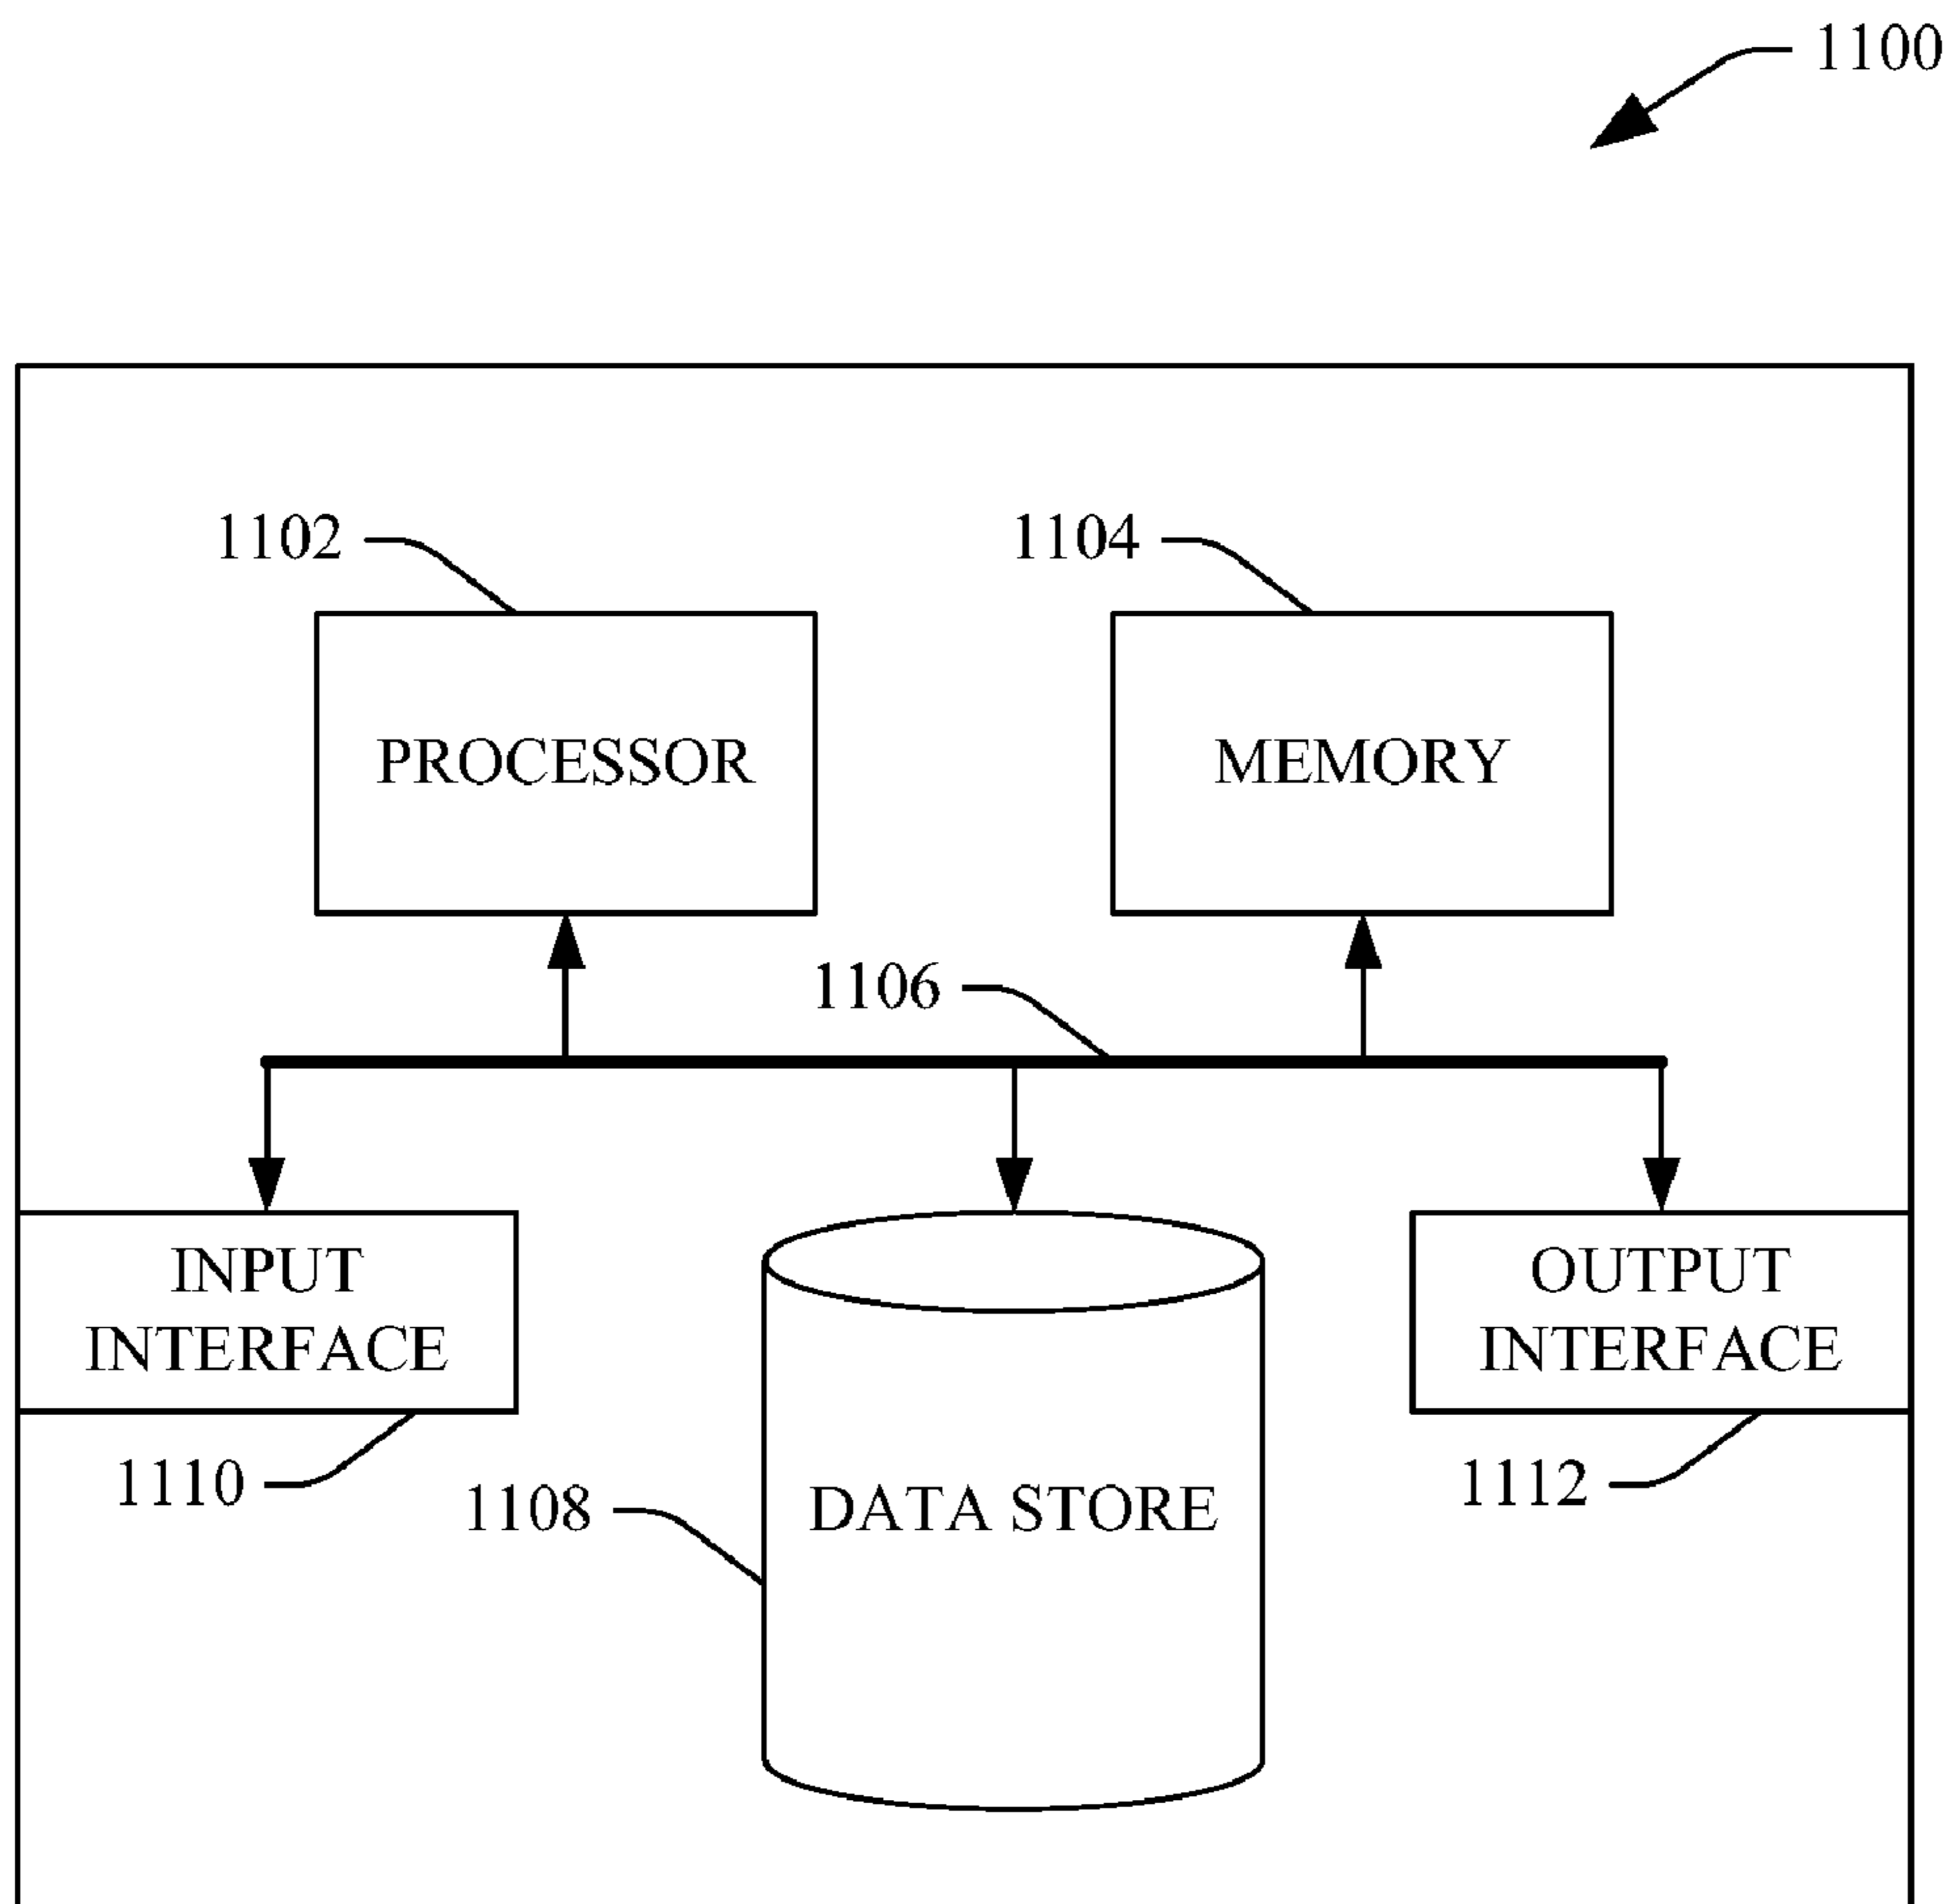 1100
1102
1104
PROCESSOR
MEMORY
1106
INPUT
INTERFACE
OUTPUT
INTERFACE
1110
1108
DATA STORE
1112